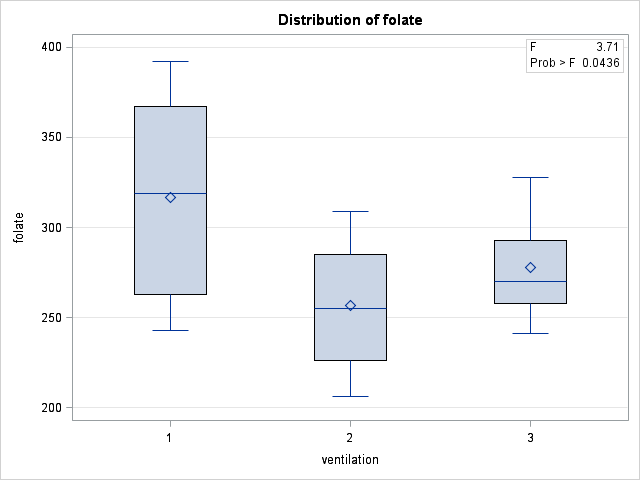 Distribution of folate
400
350
300
250
200
folate
F 3.71
Prob > F 0.0436
1 2 3
ventilation